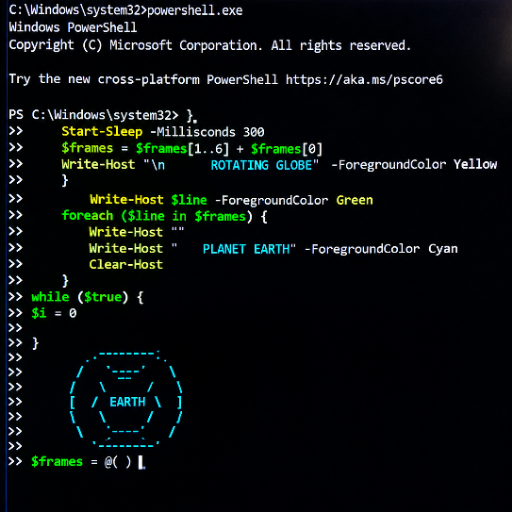 C:\Windows\system32>powershell.exe
Windows PowerShell
Copyright (C) Microsoft Corporation. All rights reserved.
Try the new cross-platform PowerShell https://aka.ms/pscore6
PS C:\Windows\system32> }
>> Start-Sleep -Millisconds 300
>> $frames = $frames[1..6] + $frames[0]
>> Write-Host "\n ROTATING GLOBE" -ForegroundColor Yellow
>> }
>> Write-Host $line -ForegroundColor Green
>> foreach ($line in $frames) {
>> Write-Host ""
>> Write-Host " PLANET EARTH" -ForegroundColor Cyan
>> Clear-Host
>> }
>> while ($true) {
>> $i = 0
>> }
>> .--------.
>> / .----. \
>> / \ / \
>> [ / EARTH \ ]
>> \ \ / /
>> \ .----. /
>> '--------'
>> $frames = @( )